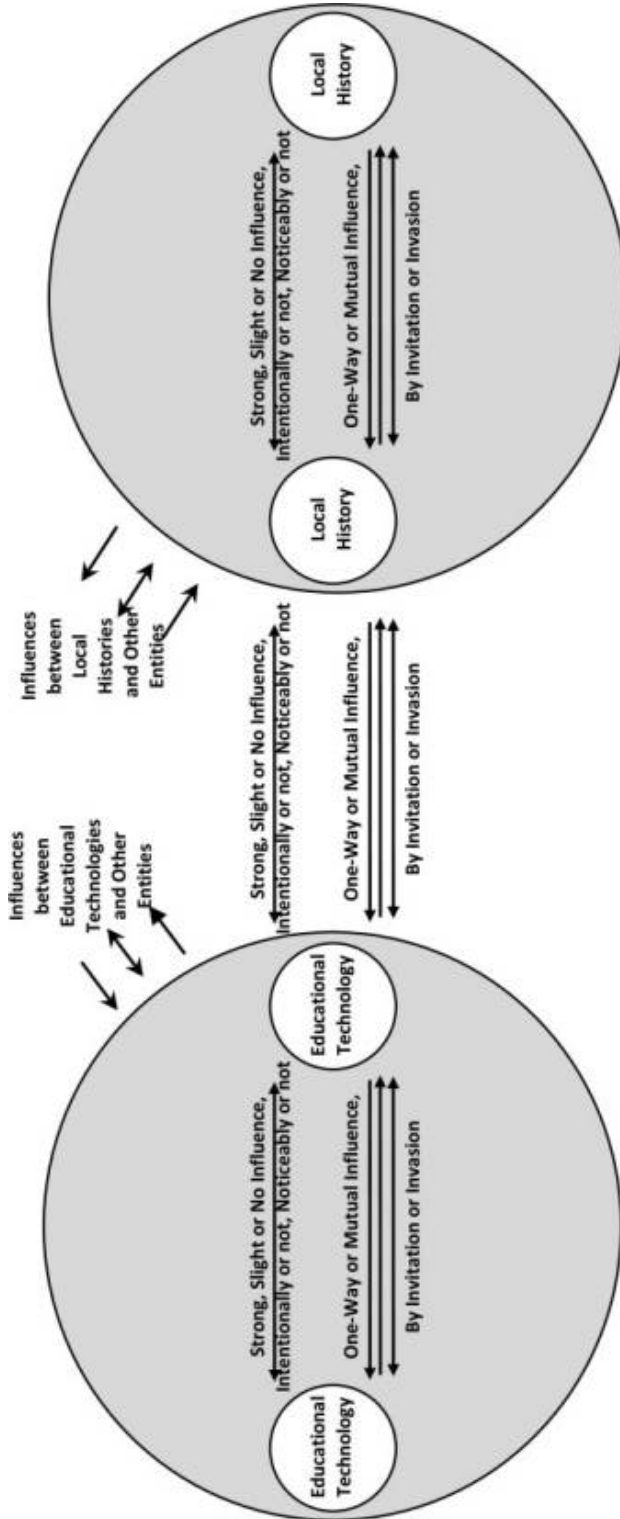 Influences
between
Educational
Technologies
and Other
Entities
Influences
between
Local
Histories
and Other
Entities
Strong, Slight or No Influence,
Intentionally or not, Noticeably or not
Educational
Technology
Educational
Technology
One-Way or Mutual Influence,
By Invitation or Invasion
Strong, Slight or No Influence,
Intentionally or not, Noticeably or not
One-Way or Mutual Influence,
By Invitation or Invasion
Strong, Slight or No Influence,
Intentionally or not, Noticeably or not
Local
History
Local
History
One-Way or Mutual Influence,
By Invitation or Invasion